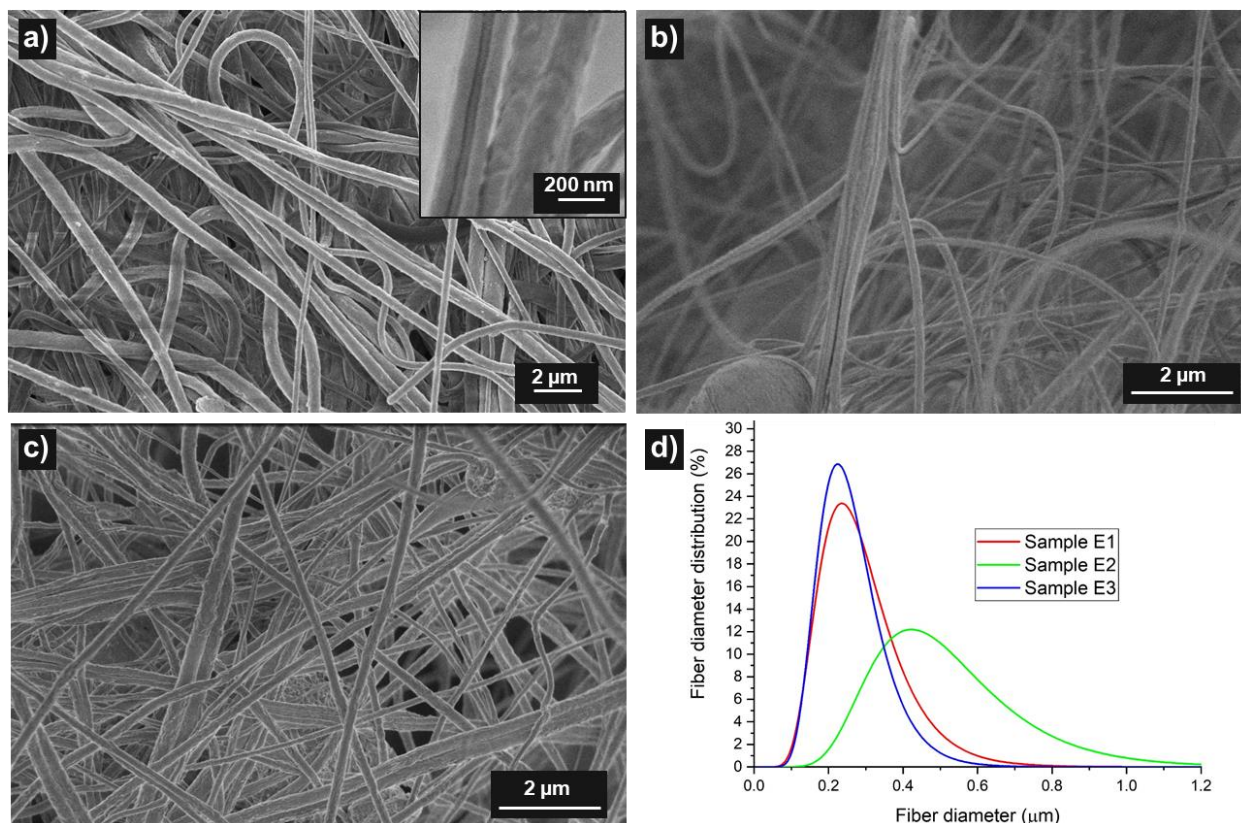 a)
200 nm
2 µm
b)
2 µm
c)
2 µm
d)
Fiber diameter distribution (%)
30
28
26
24
22
20
18
16
14
12
10
8
6
4
2
0
Sample E1
Sample E2
Sample E3
0.0 0.2 0.4 0.6 0.8 1.0 1.2
Fiber diameter (µm)